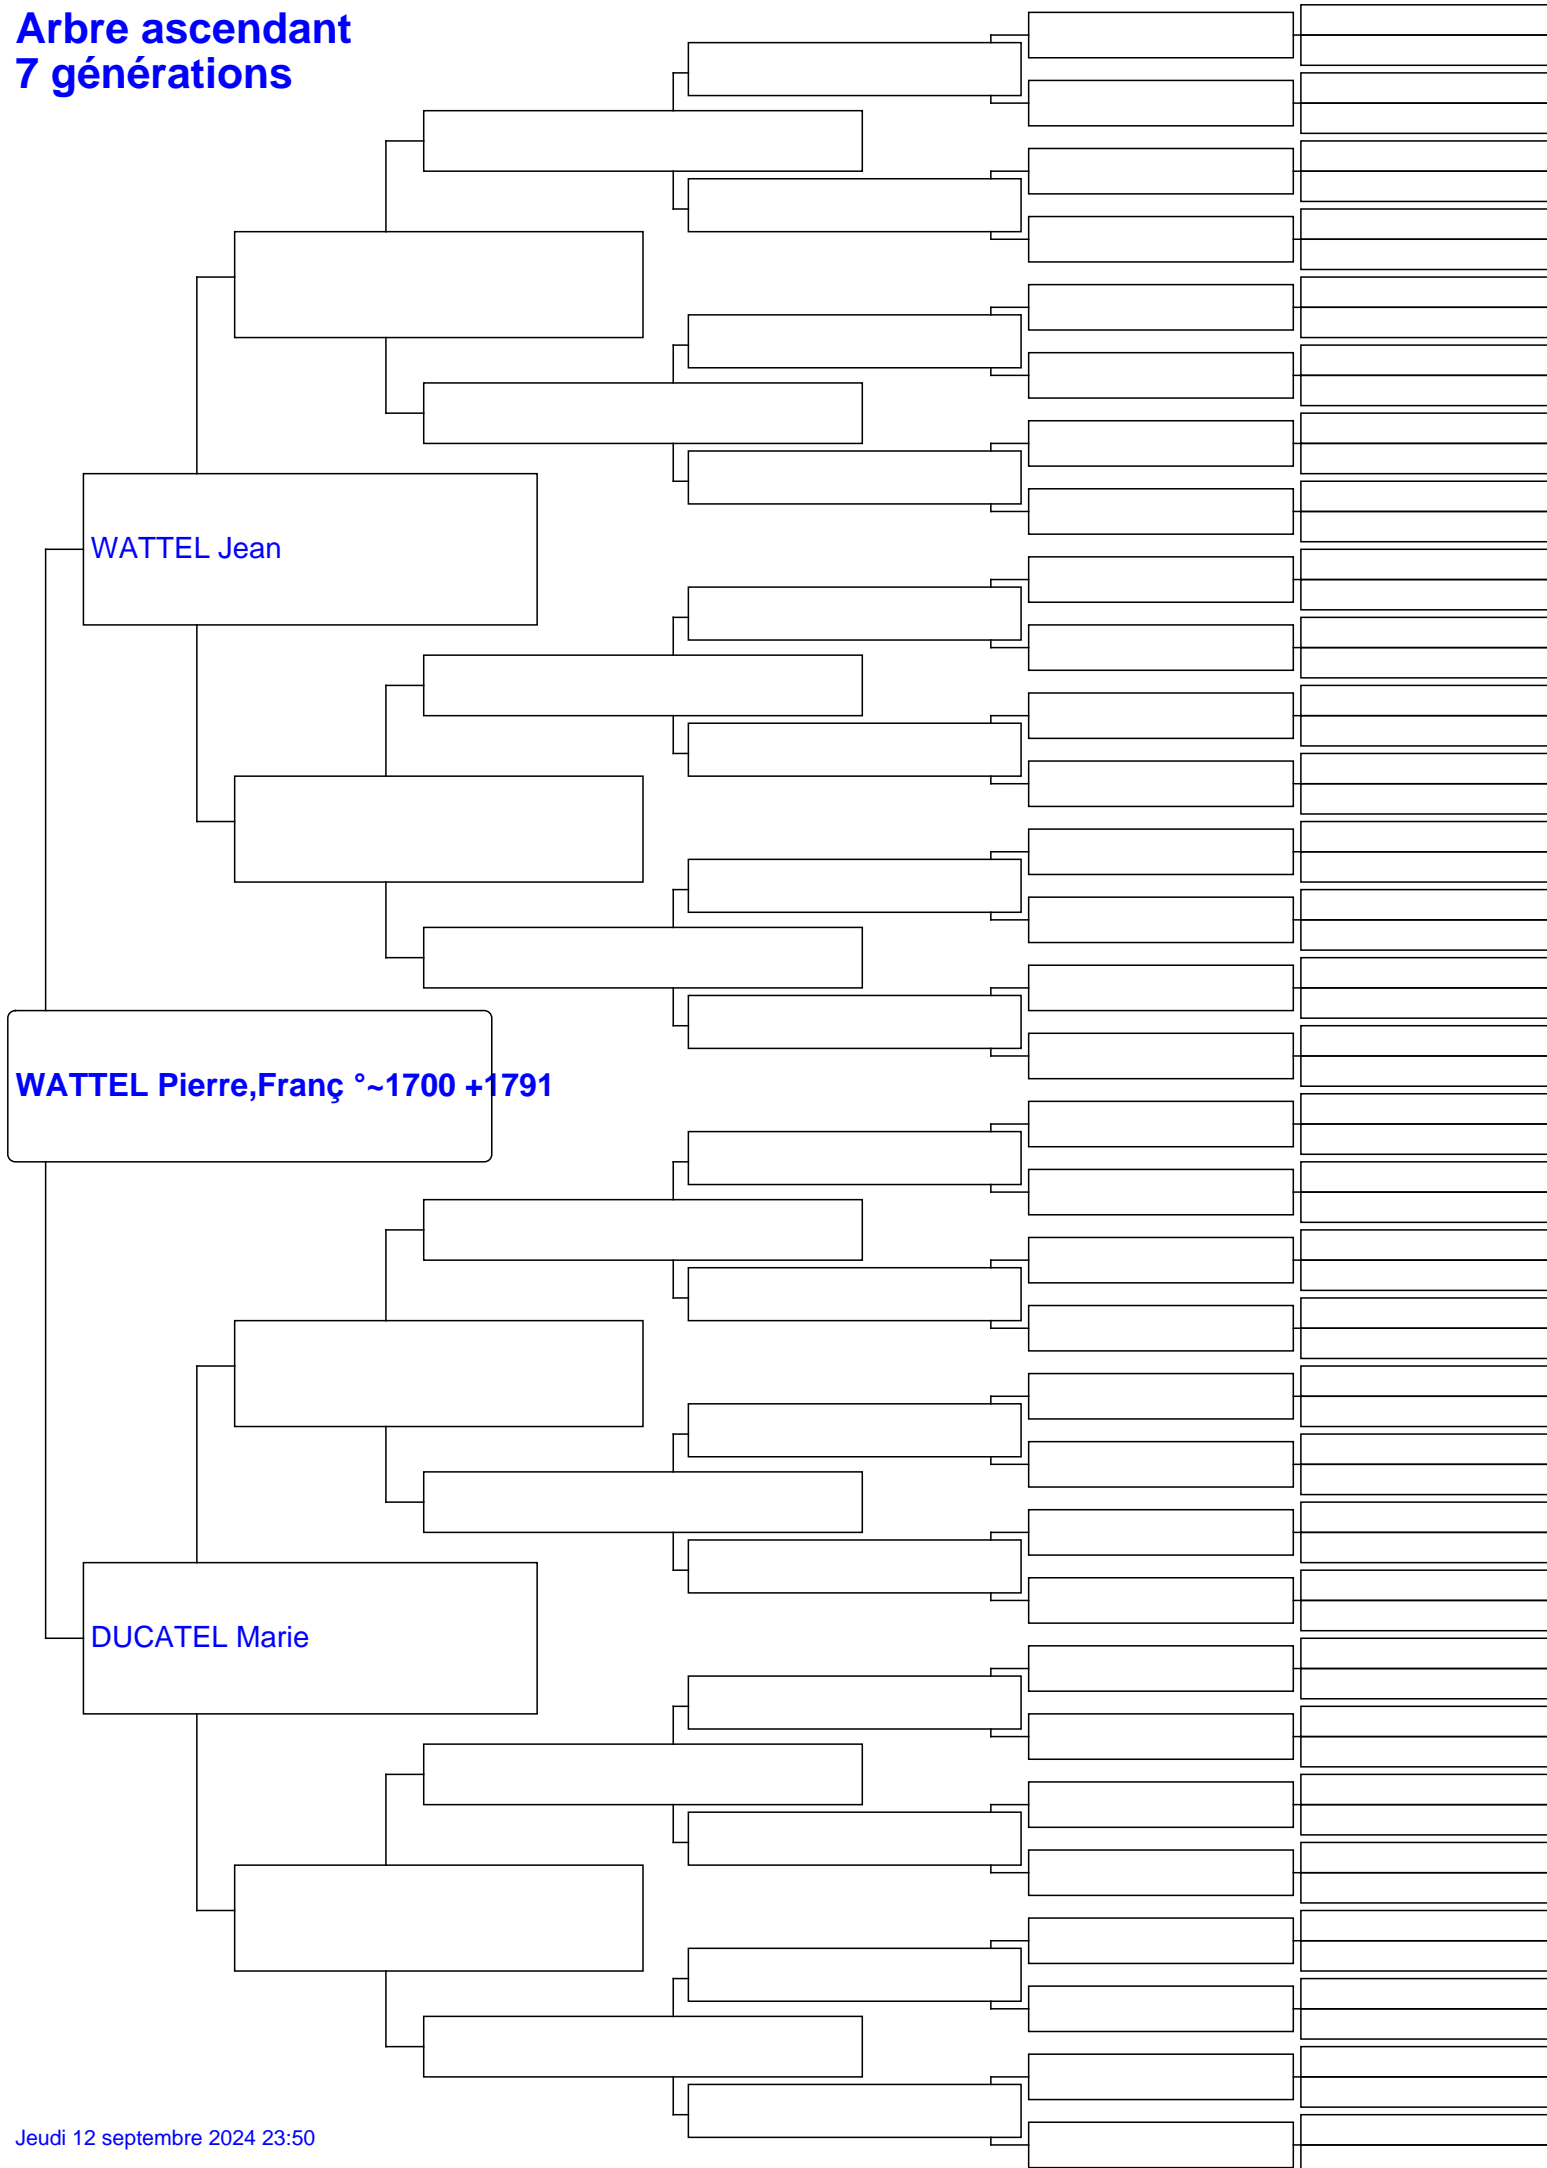 Arbre ascendant
7 générations
WATTEL Jean
WATTEL Pierre,Franç °~1700 +1791
DUCATEL Marie
Jeudi 12 septembre 2024 23:50